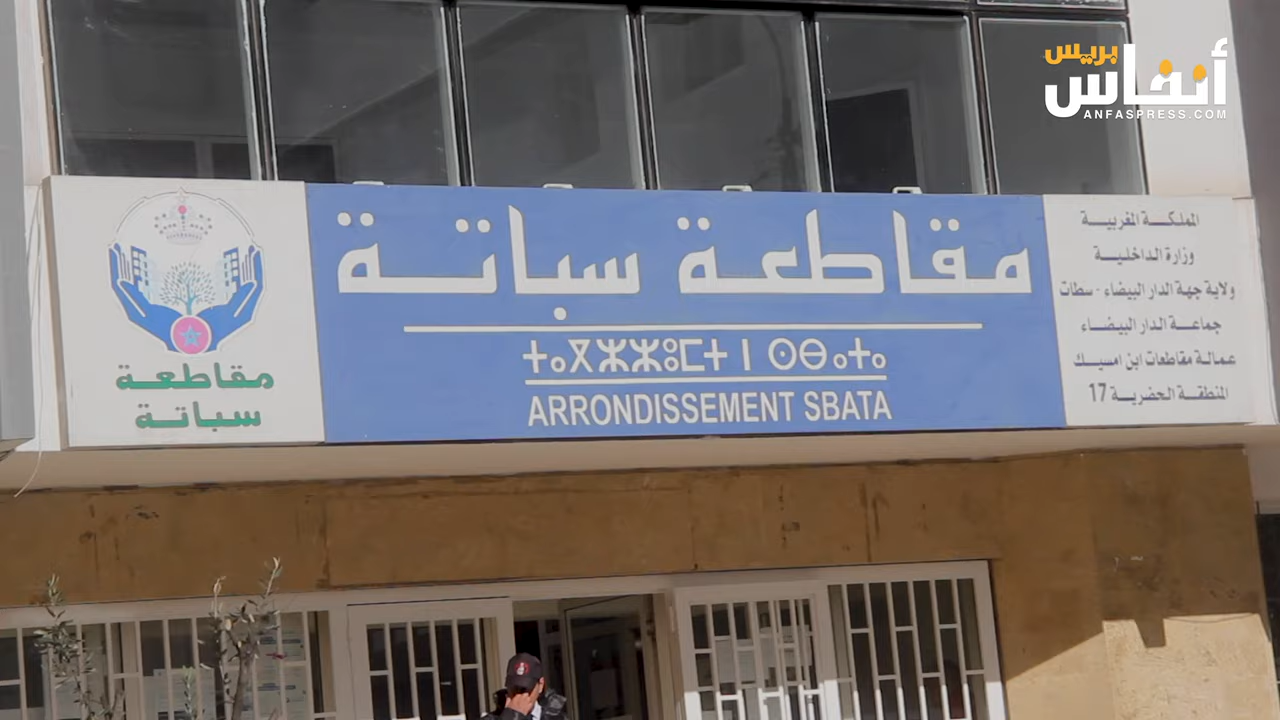 بريس
أنفاس
ANFASPRESS.COM
مقاطعة
سباتة
مقاطعة سباتة
ⵜⴰⴳⵣⵣⵓⵎⵜ ⵏ ⵙⴱⴰⵜⴰ
ARRONDISSEMENT SBATA
المملكة المغربية
وزارة الداخلية
ولاية جهة الدار البيضاء - سطات
جماعة الدار البيضاء
عمالة مقاطعات ابن امسيك
المنطقة الحضرية 17